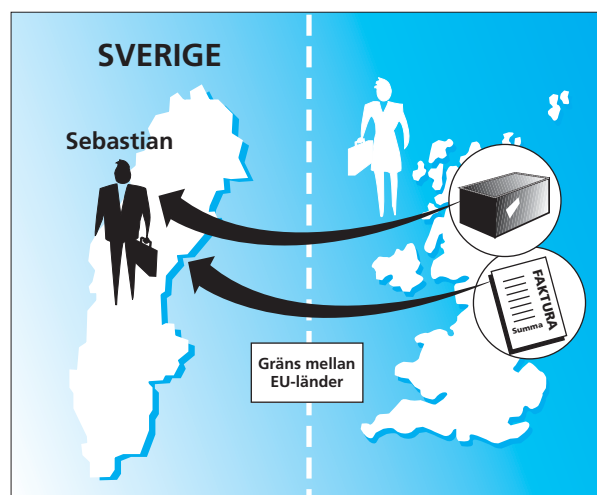 SVERIGE
Sebastian
FAKTURA
Summa
Gräns mellan
EU-länder